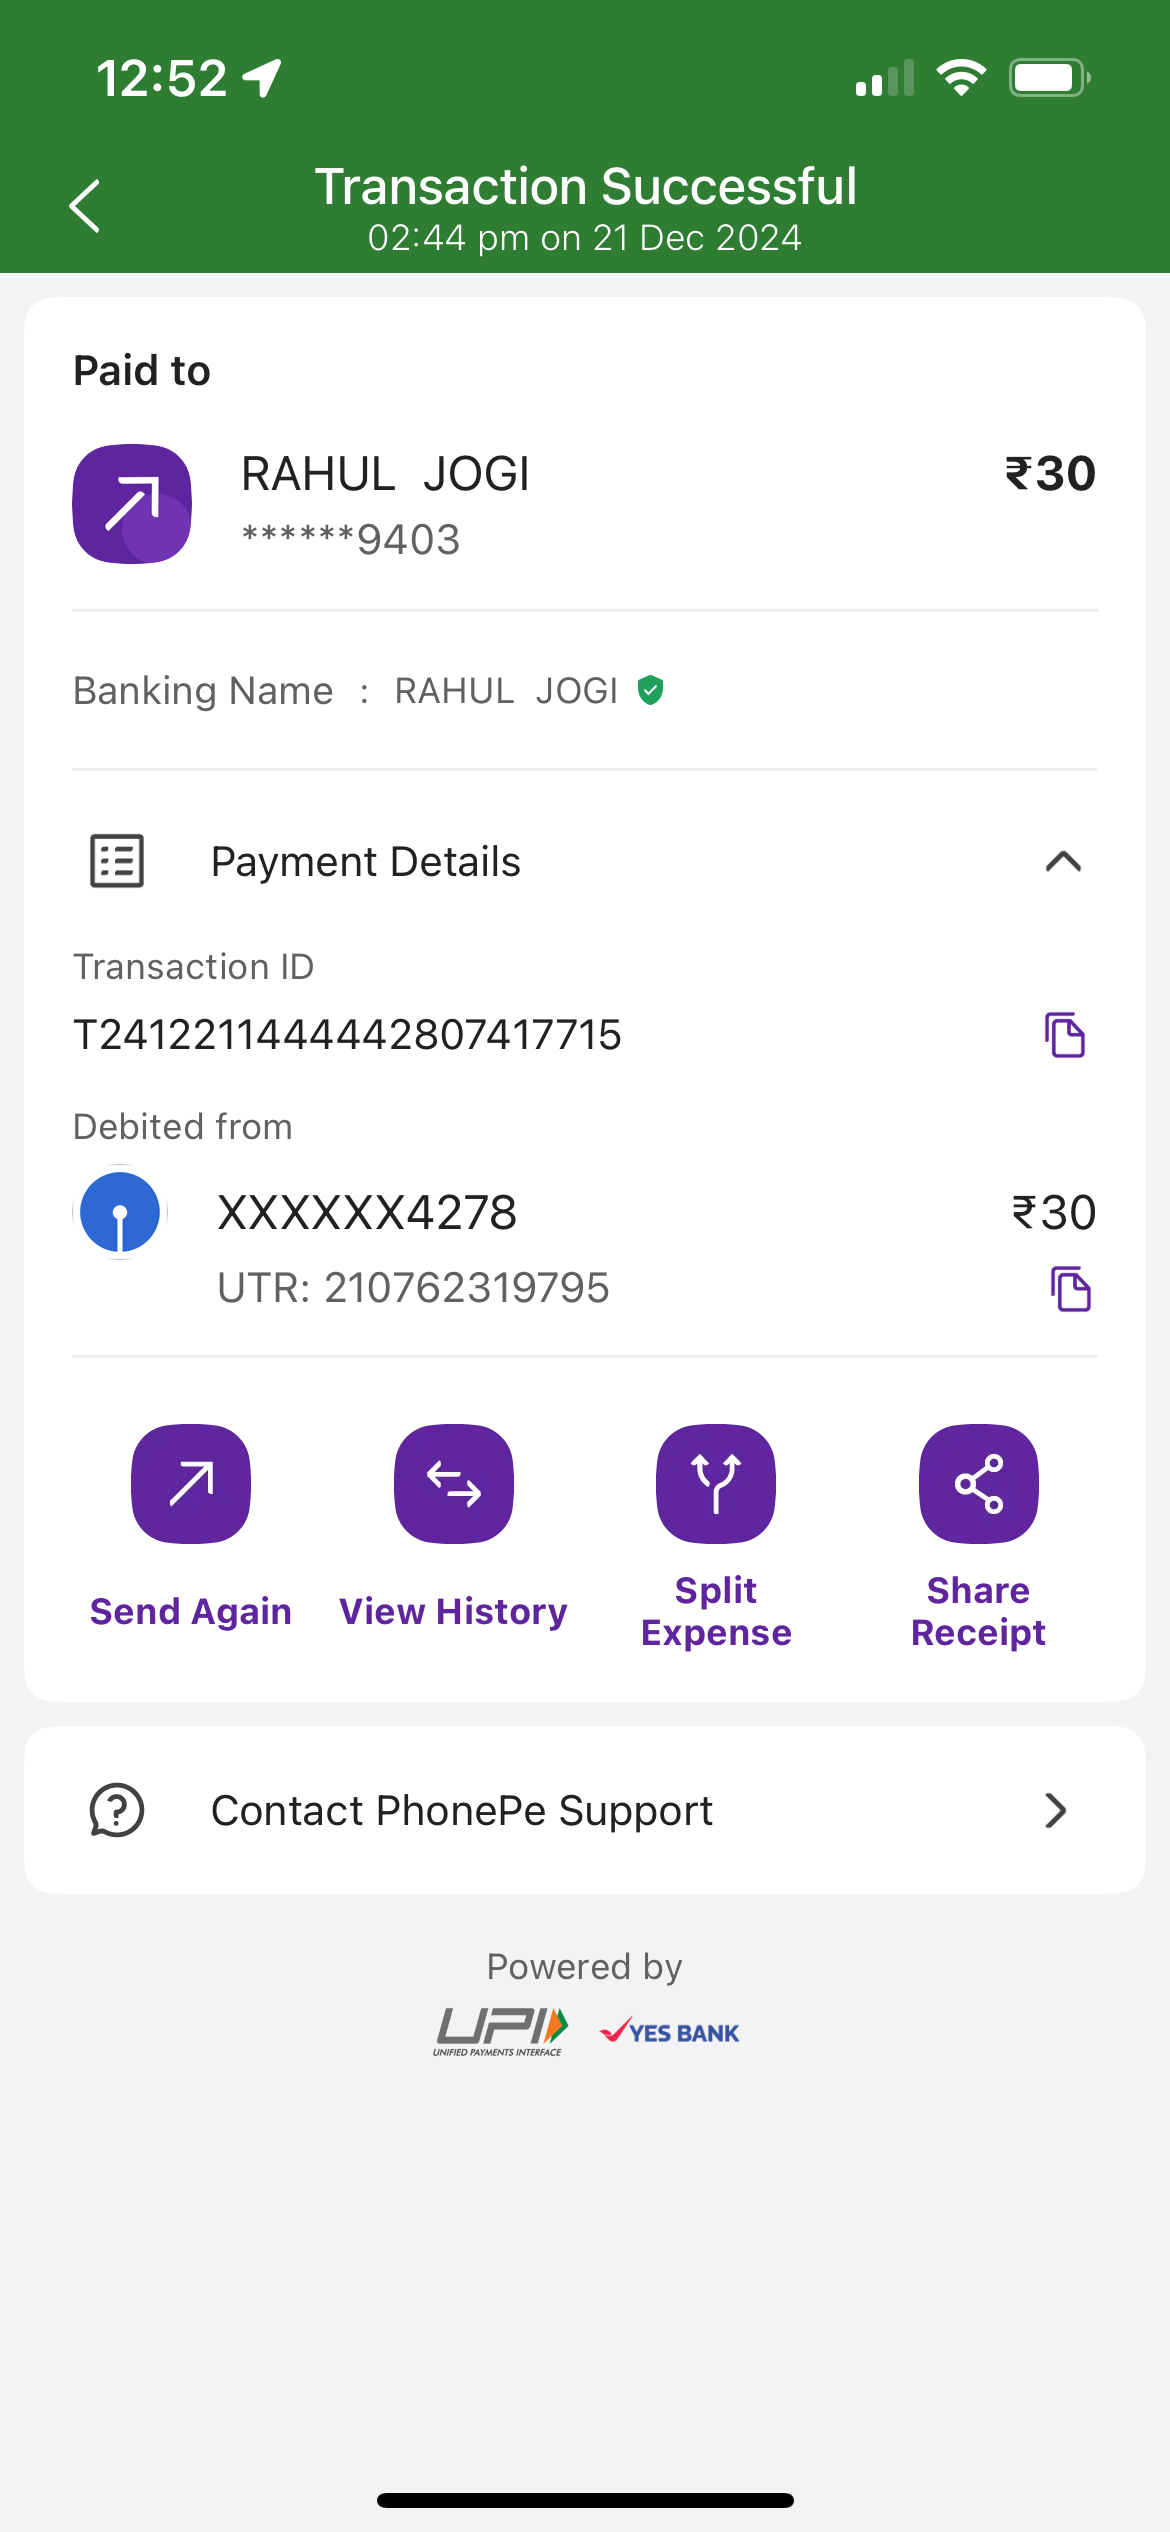 12:52
Transaction Successful
02:44 pm on 21 Dec 2024
Paid to
RAHUL JOGI
₹30
******9403
Banking Name : RAHUL JOGI
Payment Details
Transaction ID
T2412211444442807417715
Debited from
XXXXXX4278
₹30
UTR: 210762319795
Send Again
View History
Split
Expense
Share
Receipt
Contact PhonePe Support
Powered by
UPI
UNIFIED PAYMENTS INTERFACE
YES BANK